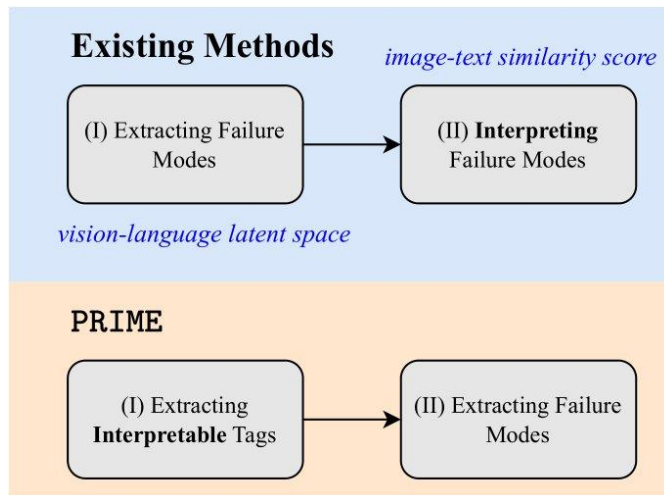 Existing Methods
image-text similarity score
(I) Extracting Failure
Modes
(II) Interpreting
Failure Modes
vision-language latent space
PRIME
(I) Extracting
Interpretable Tags
(II) Extracting Failure
Modes